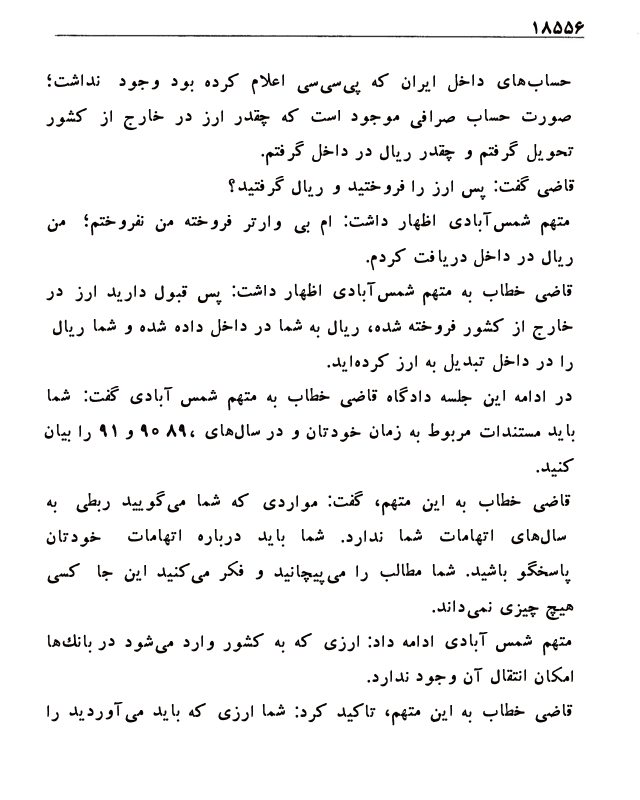 ۱۸۵۵۶
حساب‌های داخل ایران که پی‌سی‌سی اعلام کرده بود وجود نداشت؛
صورت حساب صرافی موجود است که چقدر ارز در خارج از کشور
تحویل گرفتم و چقدر ریال در داخل گرفتم.
قاضی گفت: پس ارز را فروختید و ریال گرفتید؟
متهم شمس‌آبادی اظهار داشت: ام بی وارتر فروخته من نفروختم؛ من
ریال در داخل دریافت کردم.
قاضی خطاب به متهم شمس‌آبادی اظهار داشت: پس قبول دارید ارز در
خارج از کشور فروخته شده، ریال به شما در داخل داده شده و شما ریال
را در داخل تبدیل به ارز کرده‌اید.
در ادامه این جلسه دادگاه قاضی خطاب به متهم شمس آبادی گفت: شما
باید مستندات مربوط به زمان خودتان و در سال‌های ،۸۹ ۹۰ و ۹۱ را بیان
کنید.
قاضی خطاب به این متهم، گفت: مواردی که شما می‌گویید ربطی به
سال‌های اتهامات شما ندارد. شما باید درباره اتهامات خودتان
پاسخگو باشید. شما مطالب را می‌پیچانید و فکر می‌کنید این جا کسی
هیچ چیزی نمی‌داند.
متهم شمس آبادی ادامه داد: ارزی که به کشور وارد می‌شود در بانك‌ها
امکان انتقال آن وجود ندارد.
قاضی خطاب به این متهم، تاکید کرد: شما ارزی که باید می‌آوردید را